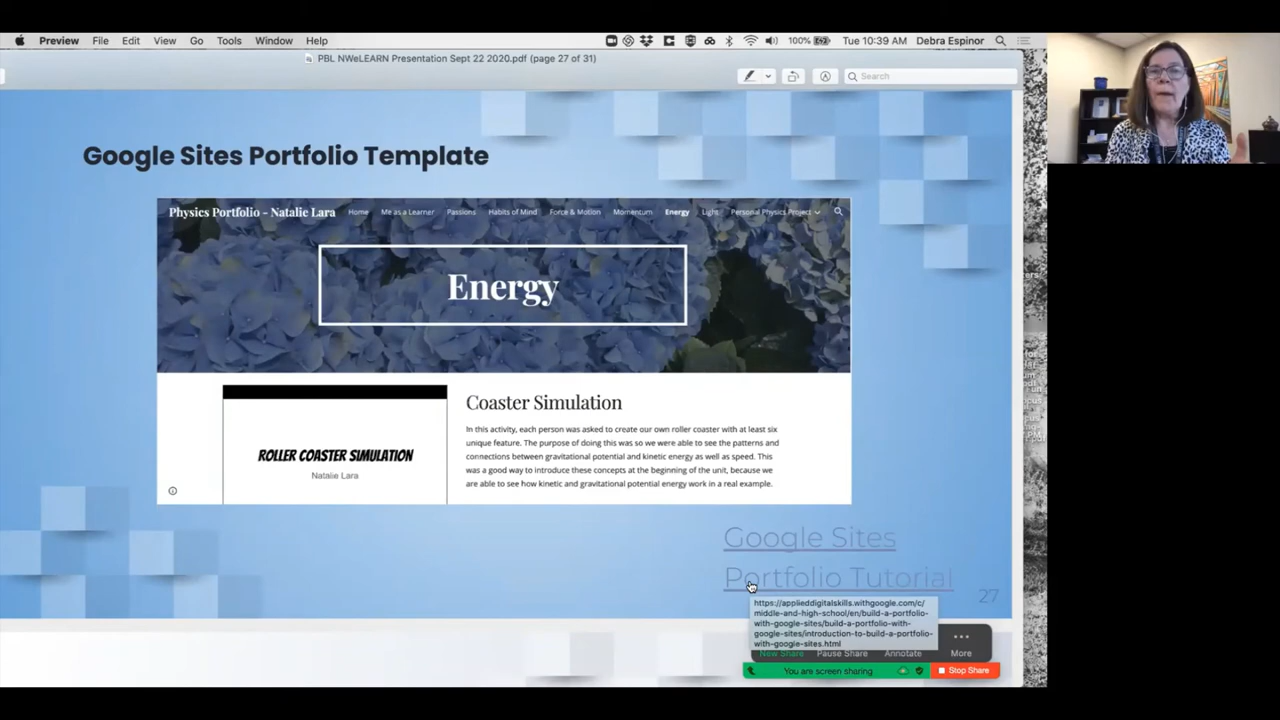 Preview File Edit View Go Tools Window Help 100% Tue 10:39 AM Debra Espinor
PBL NWeLEARN Presentation Sept 22 2020.pdf (page 27 of 31)
Search
Google Sites Portfolio Template
Physics Portfolio - Natalie Lara Home Me as a Learner Passions Habits of Mind Force & Motion Momentum Energy Light Personal Physics Project
Energy
Coaster Simulation
In this activity, each person was asked to create our own roller coaster with at least six
unique feature. The purpose of doing this was so we were able to see the patterns and
connections between gravitational potential and kinetic energy as well as speed. This
was a good way to introduce these concepts at the beginning of the unit, because we
are able to see how kinetic and gravitational potential energy work in a real example.
ROLLER COASTER SIMULATION
Natalie Lara
Google Sites
Portfolio Tutorial
27
https://applieddigitalskills.withgoogle.com/c/
middle-and-high-school/en/build-a-portfolio-
with-google-sites/build-a-portfolio-with-
google-sites/introduction-to-build-a-portfolio-
with-google-sites.html
New Share Pause Share Annotate More
You are screen sharing Stop Share